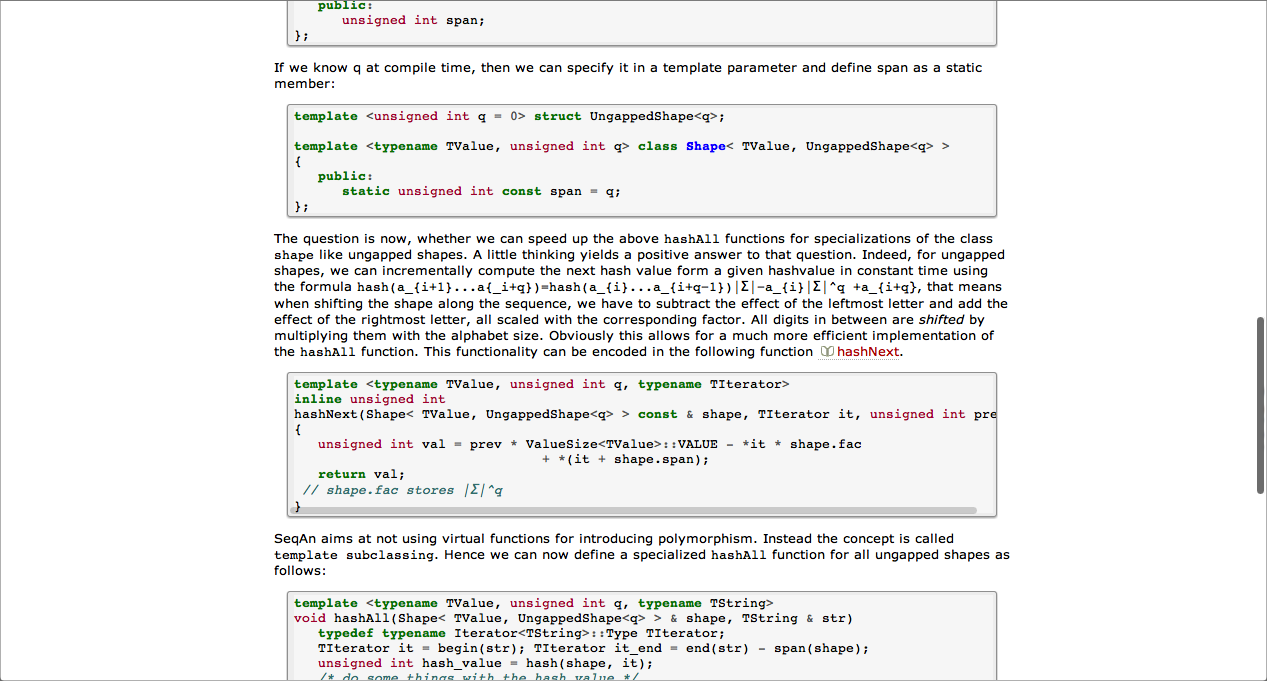 public:
unsigned int span;
};
If we know q at compile time, then we can specify it in a template parameter and define span as a static
member:
template <unsigned int q = 0> struct UngappedShape<q>;
template <typename TValue, unsigned int q> class Shape< TValue, UngappedShape<q> >
{
public:
static unsigned int const span = q;
};
The question is now, whether we can speed up the above hashAll functions for specializations of the class
shape like ungapped shapes. A little thinking yields a positive answer to that question. Indeed, for ungapped
shapes, we can incrementally compute the next hash value form a given hashvalue in constant time using
the formula hash(a_{i+1}...a{_i+q})=hash(a_{i}...a_{i+q-1})|Σ|-a_{i}|Σ|^q +a_{i+q}, that means
when shifting the shape along the sequence, we have to subtract the effect of the leftmost letter and add the
effect of the rightmost letter, all scaled with the corresponding factor. All digits in between are shifted by
multiplying them with the alphabet size. Obviously this allows for a much more efficient implementation of
the hashAll function. This functionality can be encoded in the following function hashNext.
template <typename TValue, unsigned int q, typename TIterator>
inline unsigned int
hashNext(Shape< TValue, UngappedShape<q> > const & shape, TIterator it, unsigned int pre
{
unsigned int val = prev * ValueSize<TValue>::VALUE - *it * shape.fac
+ *(it + shape.span);
return val;
// shape.fac stores |Σ|^q
}
SeqAn aims at not using virtual functions for introducing polymorphism. Instead the concept is called
template subclassing. Hence we can now define a specialized hashAll function for all ungapped shapes as
follows:
template <typename TValue, unsigned int q, typename TString>
void hashAll(Shape< TValue, UngappedShape<q> > & shape, TString & str)
typedef typename Iterator<TString>::Type TIterator;
TIterator it = begin(str); TIterator it_end = end(str) - span(shape);
unsigned int hash_value = hash(shape, it);
/* do some things with the hash value */